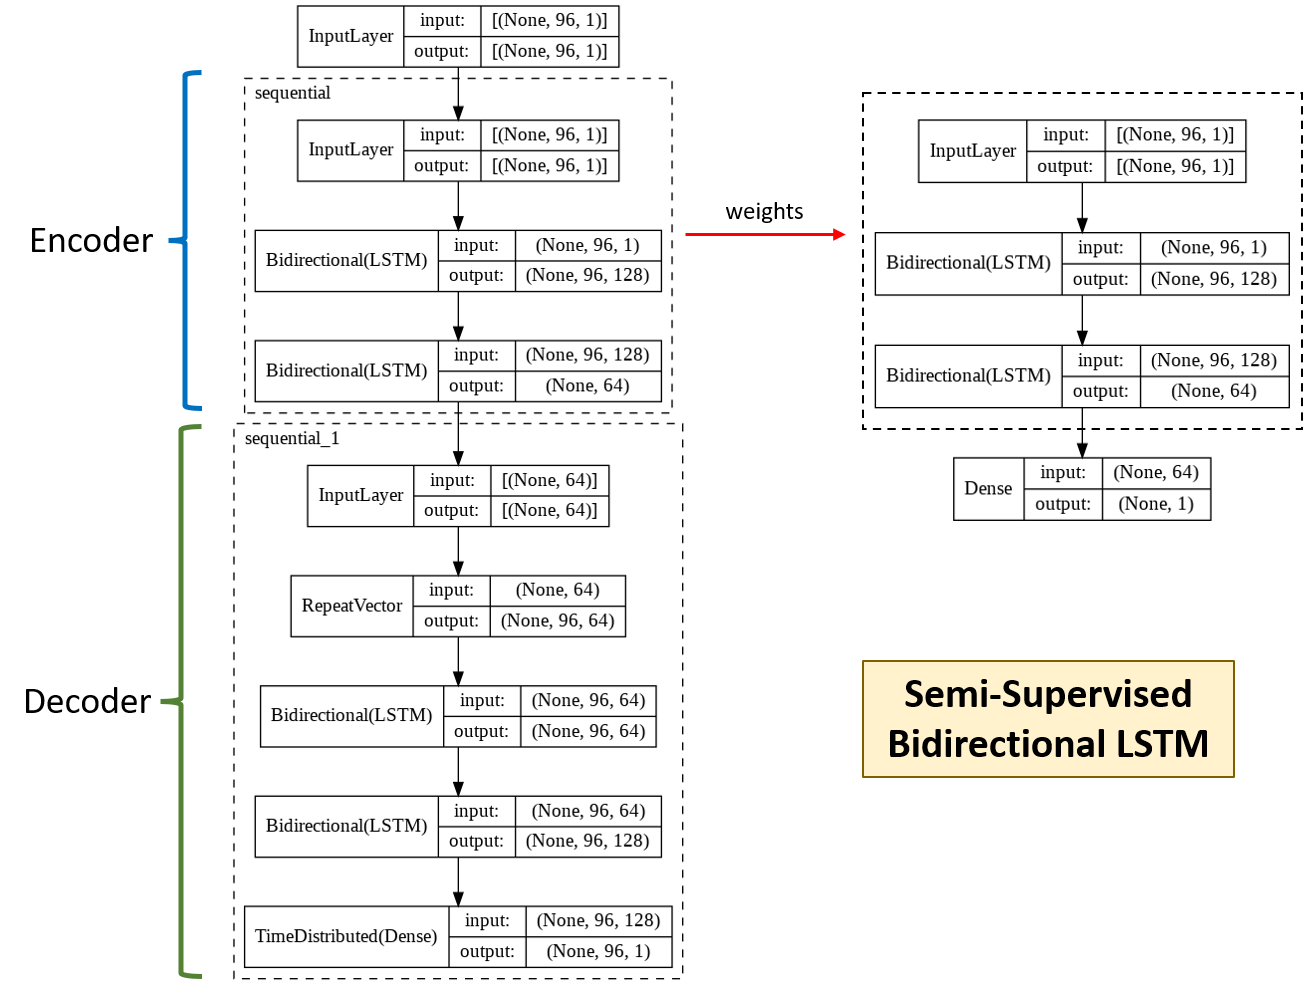 InputLayer
input: [(None, 96, 1)]
output: [(None, 96, 1)]
Encoder
sequential
InputLayer
input: [(None, 96, 1)]
output: [(None, 96, 1)]
Bidirectional(LSTM)
input: (None, 96, 1)
output: (None, 96, 128)
Bidirectional(LSTM)
input: (None, 96, 128)
output: (None, 64)
Decoder
sequential_1
InputLayer
input: [(None, 64)]
output: [(None, 64)]
RepeatVector
input: (None, 64)
output: (None, 96, 64)
Bidirectional(LSTM)
input: (None, 96, 64)
output: (None, 96, 64)
Bidirectional(LSTM)
input: (None, 96, 64)
output: (None, 96, 128)
TimeDistributed(Dense)
input: (None, 96, 128)
output: (None, 96, 1)
weights
InputLayer
input: [(None, 96, 1)]
output: [(None, 96, 1)]
Bidirectional(LSTM)
input: (None, 96, 1)
output: (None, 96, 128)
Bidirectional(LSTM)
input: (None, 96, 128)
output: (None, 64)
Dense
input: (None, 64)
output: (None, 1)
Semi-Supervised
Bidirectional LSTM